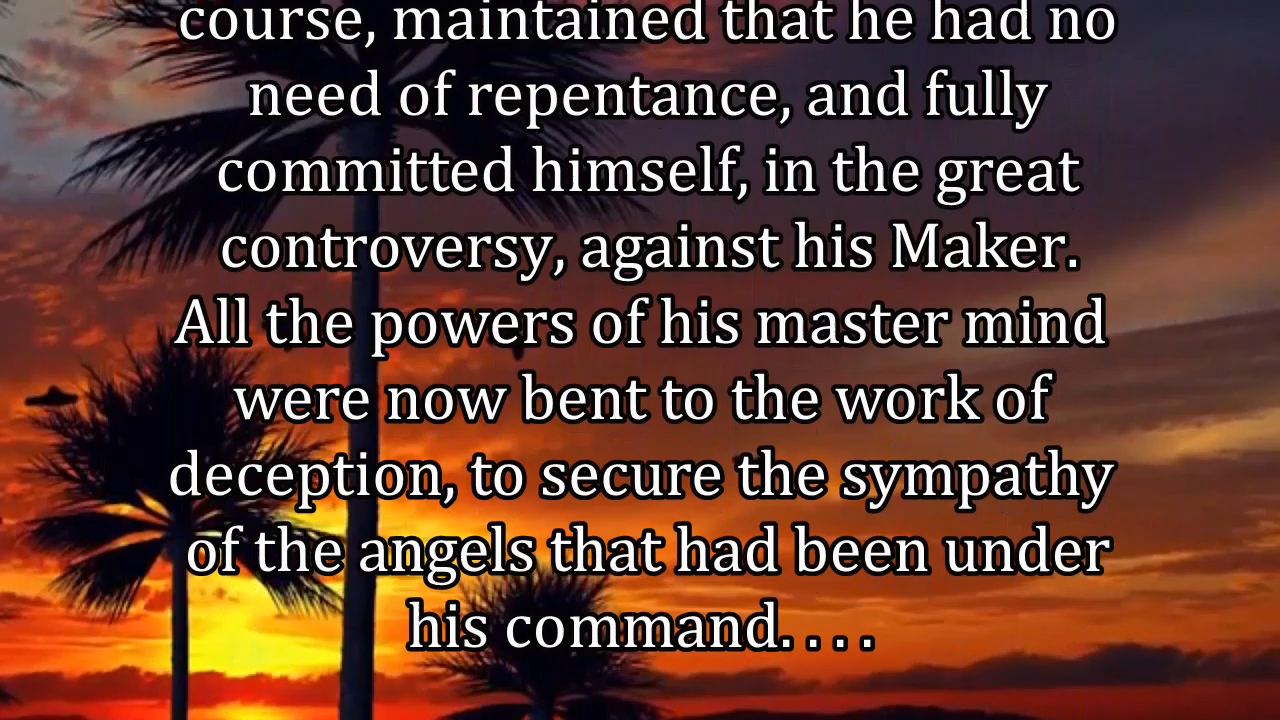 course, maintained that he had no
need of repentance, and fully
committed himself, in the great
controversy, against his Maker.
All the powers of his master mind
were now bent to the work of
deception, to secure the sympathy
of the angels that had been under
his command. . . .